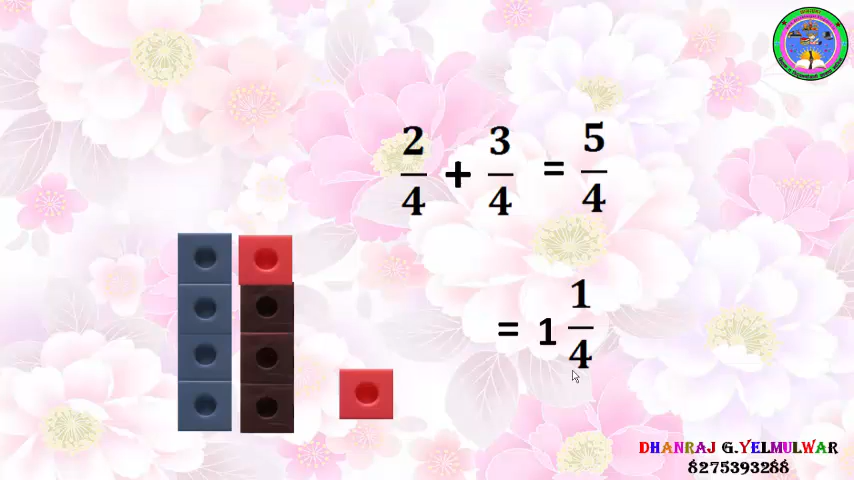 2/4 + 3/4 = 5/4
= 1 1/4
DHANRAJ G.YELMULWAR
8275393288